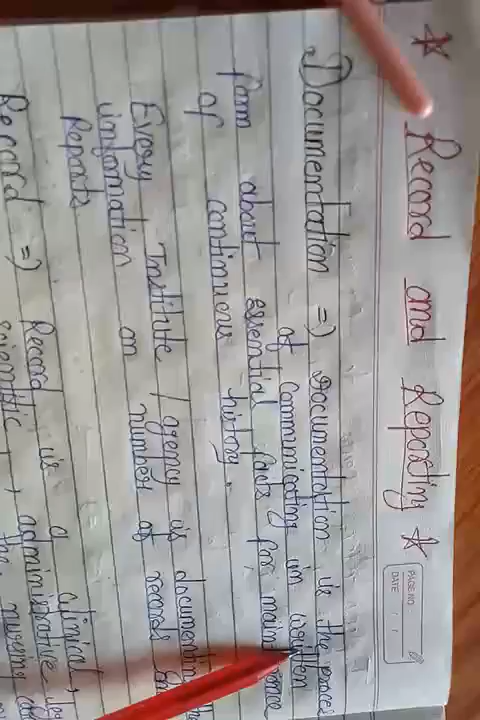 ☆ Record and Reporting ☆
PAGE NO.
DATE
Documentation => Documentation is the process
of communicating in written
form about essential facts for maintenance
of continuous history.
Every Institute / agency is documenting
information on number of records and
Reports.
Record => Record is a clinical,
scientific, administrative
nursing